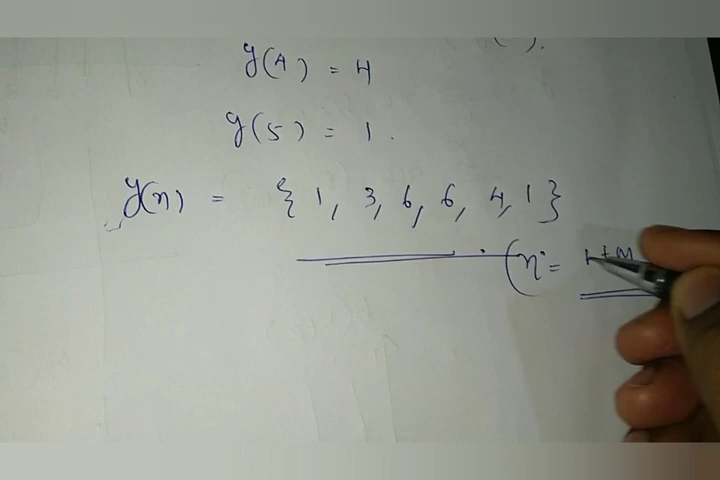 y(4) = 4
y(5) = 1.
y(n) = { 1, 3, 6, 6, 4, 1 }
(n =